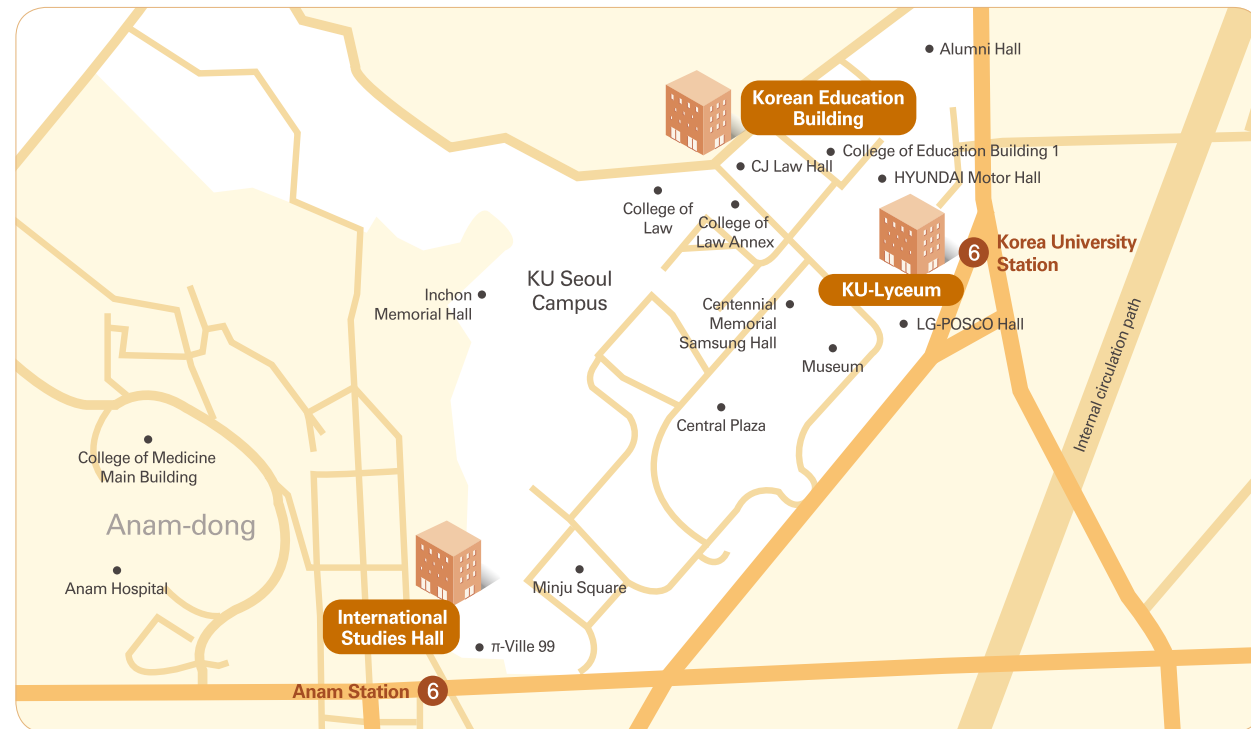 Alumni Hall
Korean Education
Building
College of Education Building 1
CJ Law Hall
HYUNDAI Motor Hall
College of
Law
College of
Law Annex
6
Korea University
Station
KU Seoul
Campus
KU-Lyceum
Inchon
Memorial Hall
Centennial
Memorial
Samsung Hall
LG-POSCO Hall
Museum
Internal circulation path
Central Plaza
College of Medicine
Main Building
Anam-dong
Anam Hospital
Minju Square
International
Studies Hall
π-Ville 99
Anam Station
6